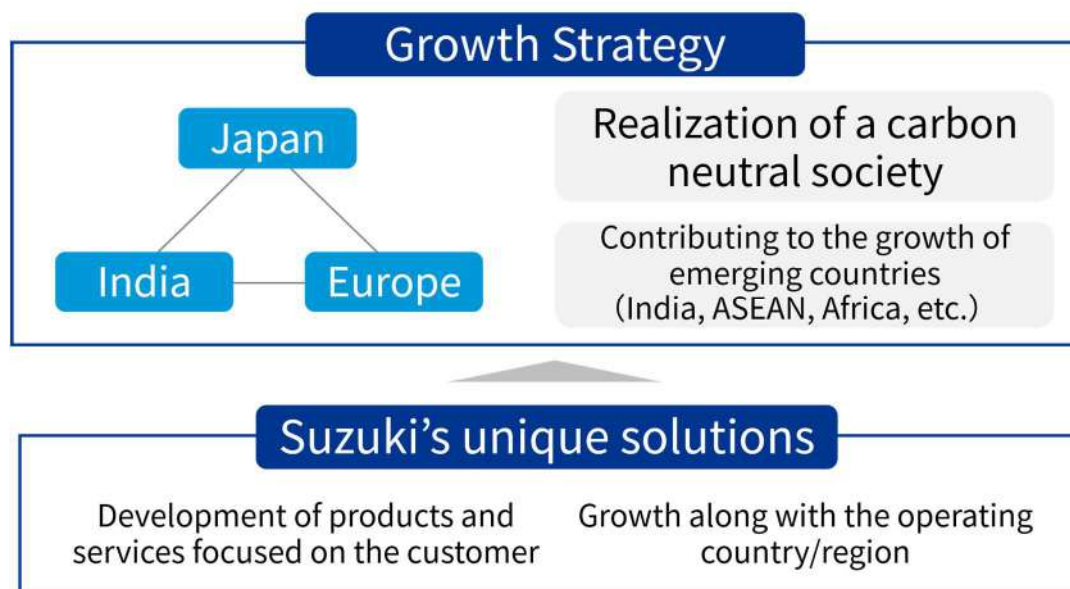 Growth Strategy
Japan
India
Europe
Realization of a carbon
neutral society
Contributing to the growth of
emerging countries
（India, ASEAN, Africa, etc.）
Suzuki’s unique solutions
Development of products and
services focused on the customer
Growth along with the operating
country/region